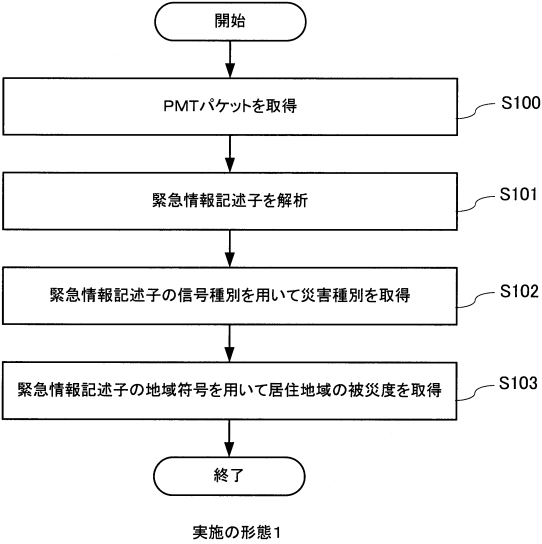 開始
PMTパケットを取得
S100
緊急情報記述子を解析
S101
緊急情報記述子の信号種別を用いて災害種別を取得
S102
緊急情報記述子の地域符号を用いて居住地域の被災度を取得
S103
終了
実施の形態1